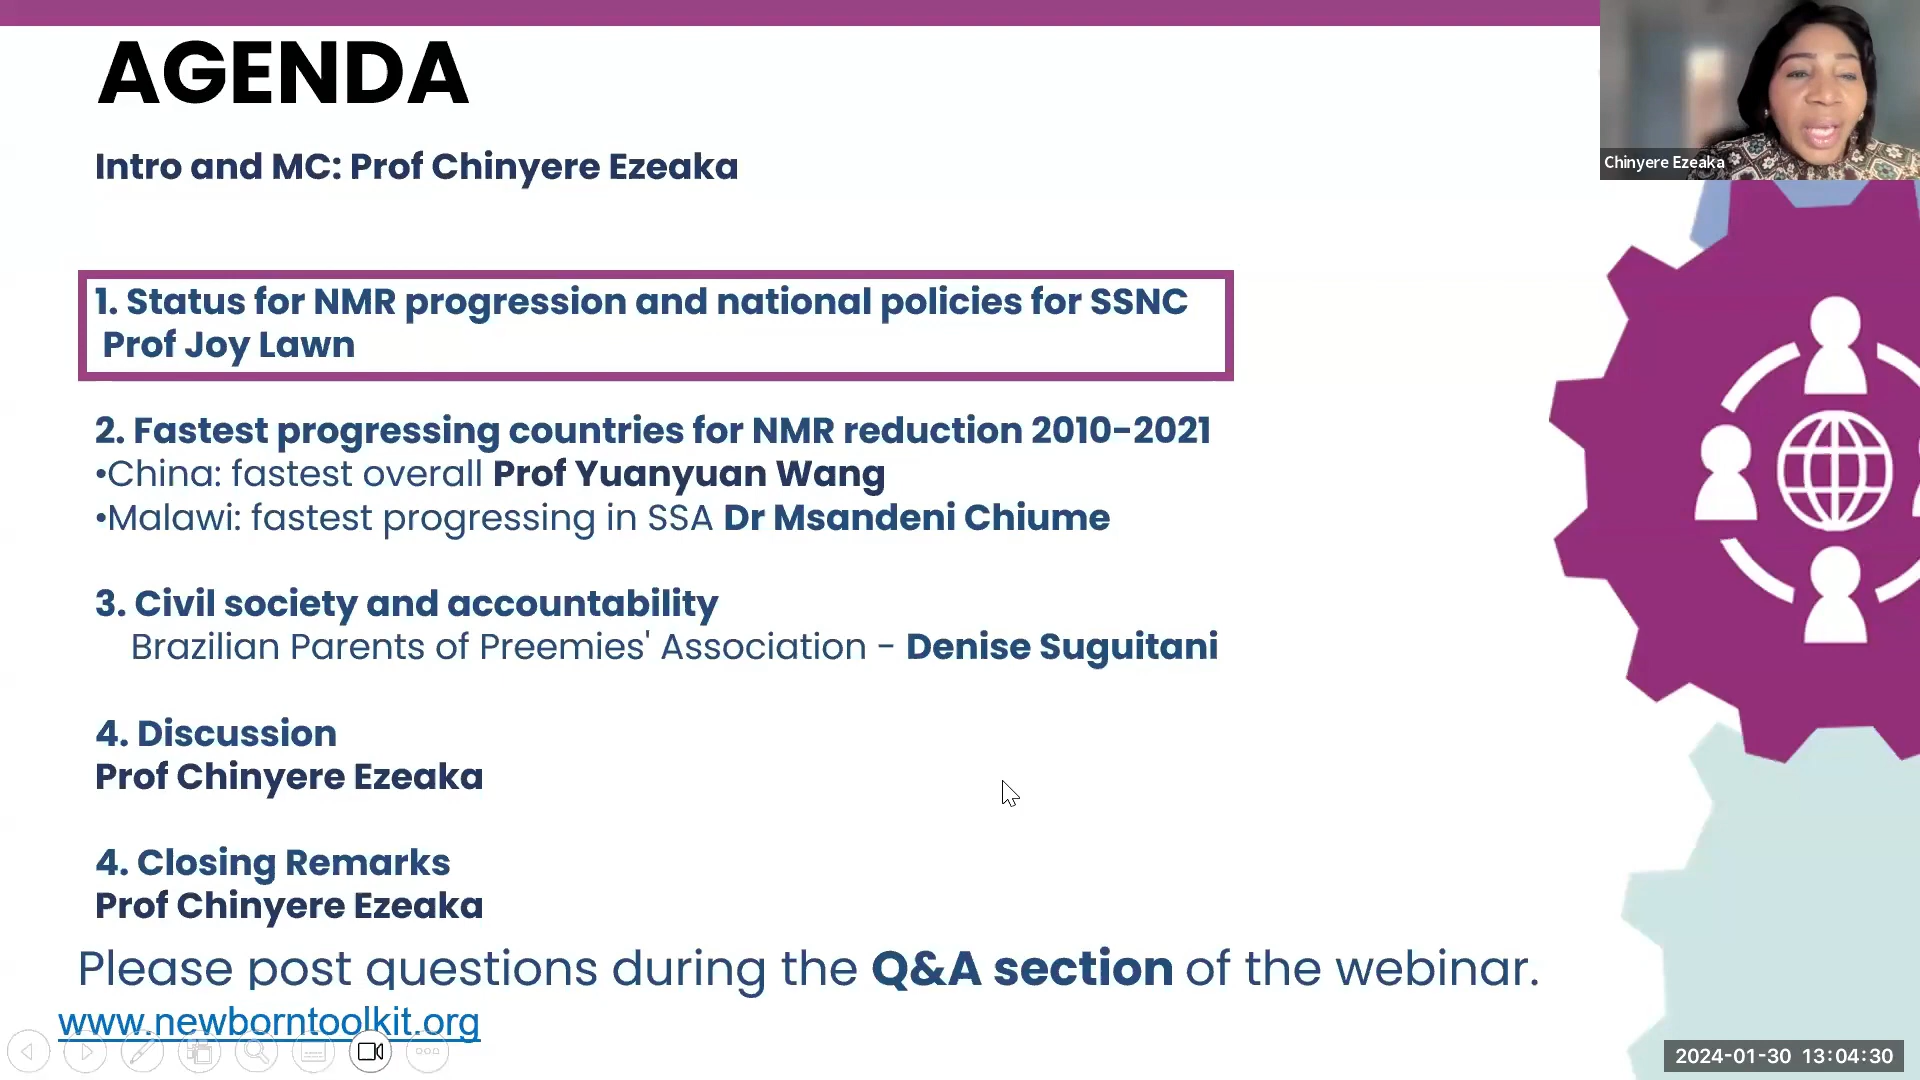 AGENDA
Intro and MC: Prof Chinyere Ezeaka
Chinyere Ezeaka
1. Status for NMR progression and national policies for SSNC
Prof Joy Lawn
2. Fastest progressing countries for NMR reduction 2010-2021
•China: fastest overall Prof Yuanyuan Wang
•Malawi: fastest progressing in SSA Dr Msandeni Chiume
3. Civil society and accountability
Brazilian Parents of Preemies' Association - Denise Suguitani
4. Discussion
Prof Chinyere Ezeaka
4. Closing Remarks
Prof Chinyere Ezeaka
Please post questions during the Q&A section of the webinar.
www.newborntoolkit.org
2024-01-30 13:04:30